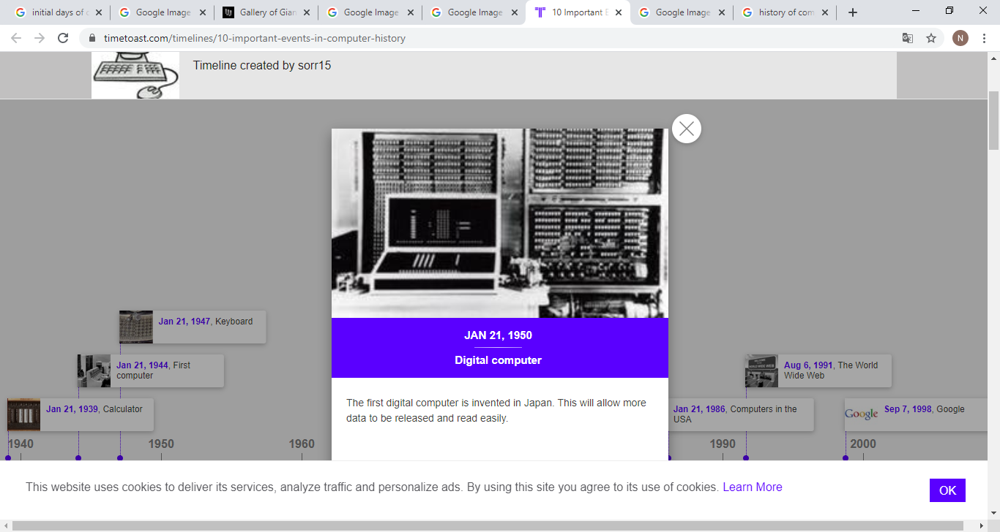 initial days of c
Google Image
Gallery of Gian
Google Image
Google Image
10 Important E
Google Image
history of com
timetoast.com/timelines/10-important-events-in-computer-history
N
Timeline created by sorr15
JAN 21, 1950
Digital computer
The first digital computer is invented in Japan. This will allow more
data to be released and read easily.
Jan 21, 1947, Keyboard
Jan 21, 1944, First
computer
Jan 21, 1939, Calculator
Aug 6, 1991, The World
Wide Web
Jan 21, 1986, Computers in the
USA
Google
Sep 7, 1998, Google
1940
1950
1960
1990
2000
This website uses cookies to deliver its services, analyze traffic and personalize ads. By using this site you agree to its use of cookies. Learn More
OK